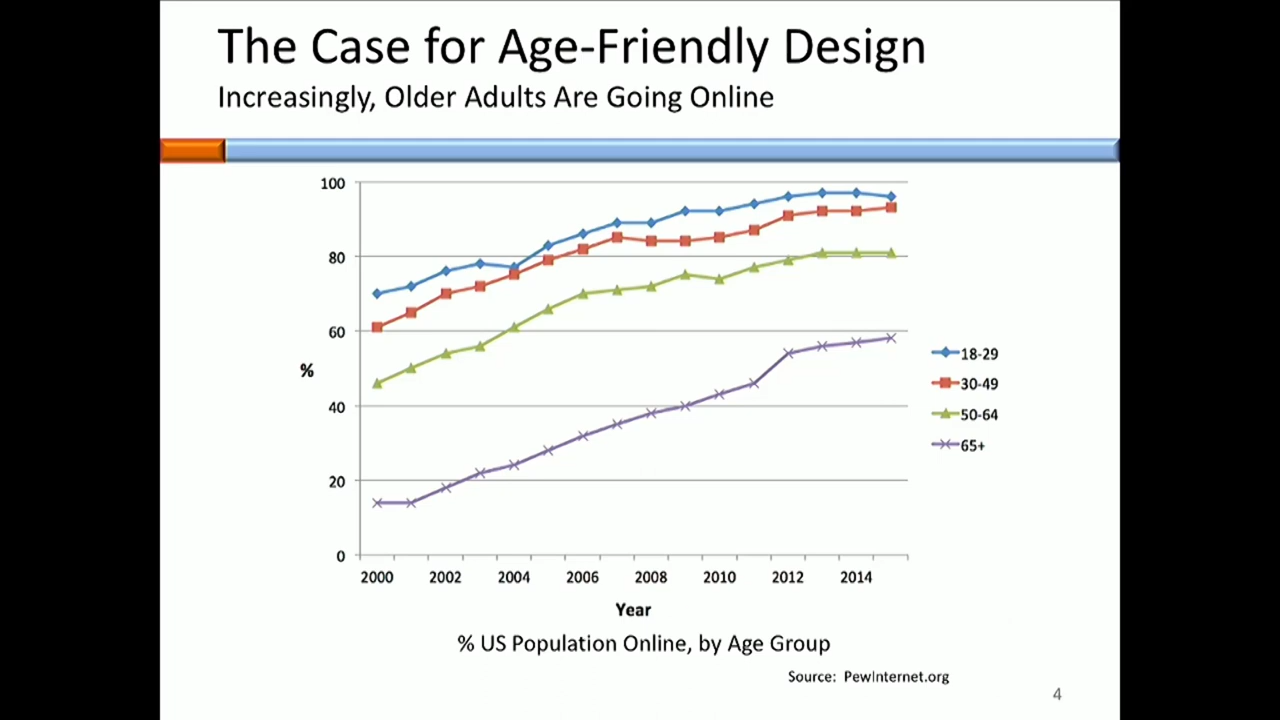 The Case for Age-Friendly Design
Increasingly, Older Adults Are Going Online
100
80
60
40
20
0
%
2000 2002 2004 2006 2008 2010 2012 2014
Year
18-29
30-49
50-64
65+
% US Population Online, by Age Group
Source: PewInternet.org
4